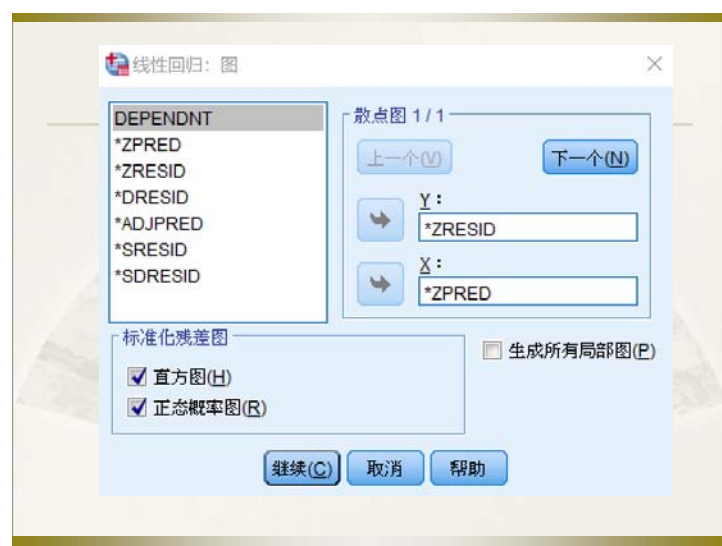 线性回归：图
DEPENDNT
*ZPRED
*ZRESID
*DRESID
*ADJPRED
*SRESID
*SDRESID
散点图 1 / 1
上一个(V)
下一个(N)
Y：
*ZRESID
X：
*ZPRED
标准化残差图
直方图(H)
正态概率图(R)
生成所有局部图(P)
继续(C)
取消
帮助